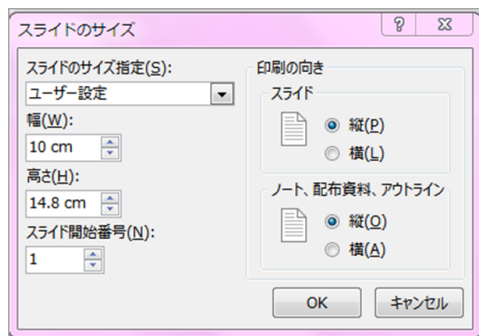 スライドのサイズ
スライドのサイズ指定(S):
ユーザー設定
幅(W):
10 cm
高さ(H):
14.8 cm
スライド開始番号(N):
1
印刷の向き
スライド
縦(P)
横(L)
ノート、配布資料、アウトライン
縦(O)
横(A)
OK
キャンセル